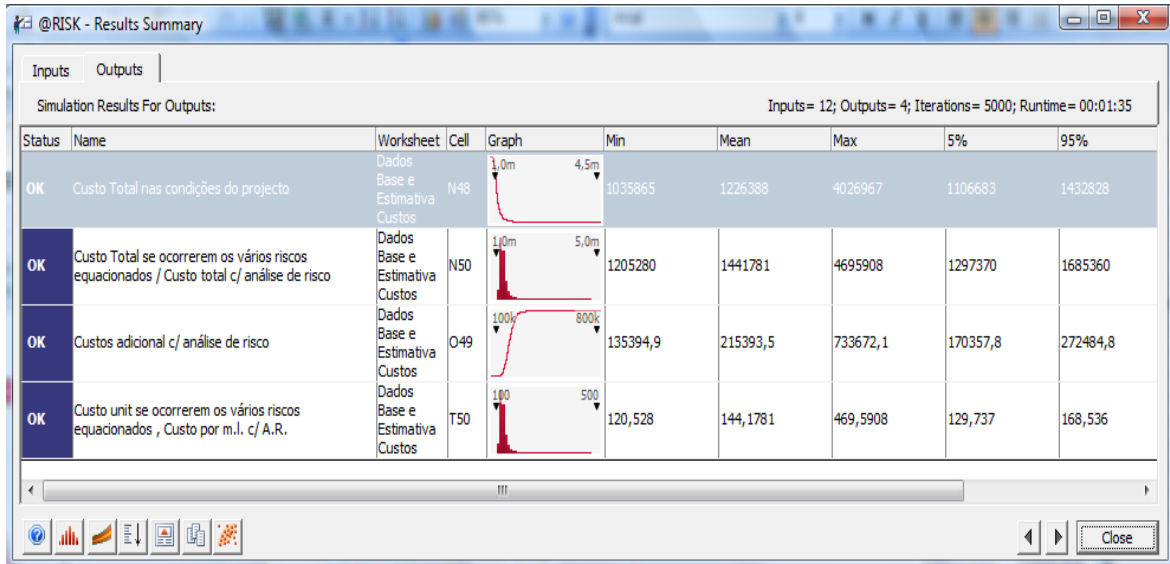 @RISK - Results Summary
Inputs Outputs
Simulation Results For Outputs: Inputs= 12; Outputs= 4; Iterations= 5000; Runtime= 00:01:35
Status Name Worksheet Cell Graph Min Mean Max 5% 95%
OK Custo Total nas condições do projecto Dados Base e Estimativa Custos N48 1,0m 4,5m 1035865 1226388 4026967 1106683 1432828
OK Custo Total se ocorrerem os vários riscos equacionados / Custo total c/ análise de risco Dados Base e Estimativa Custos N50 1,0m 5,0m 1205280 1441781 4695908 1297370 1685360
OK Custos adicional c/ análise de risco Dados Base e Estimativa Custos O49 100k 800k 135394,9 215393,5 733672,1 170357,8 272484,8
OK Custo unit se ocorrerem os vários riscos equacionados , Custo por m.l. c/ A.R. Dados Base e Estimativa Custos T50 100 500 120,528 144,1781 469,5908 129,737 168,536
Close